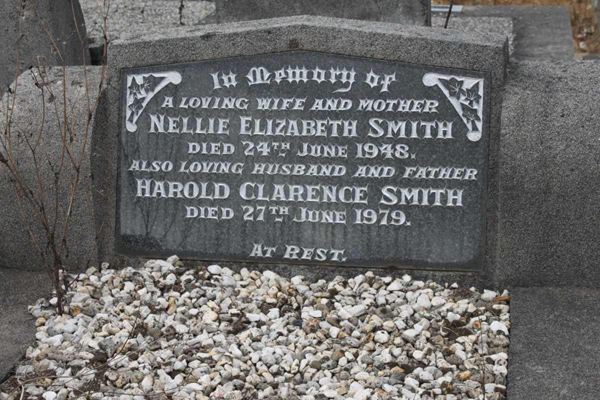 In Memory of
A LOVING WIFE AND MOTHER
NELLIE ELIZABETH SMITH
DIED 24TH JUNE 1948.
ALSO LOVING HUSBAND AND FATHER
HAROLD CLARENCE SMITH
DIED 27TH JUNE 1979.
AT REST.